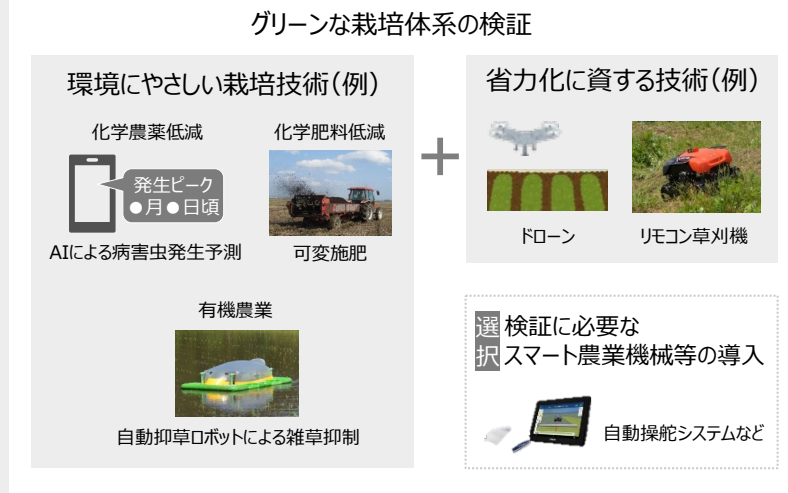 グリーンな栽培体系の検証
環境にやさしい栽培技術（例）
化学農薬低減
化学肥料低減
発生ピーク
●月●日頃
AIによる病害虫発生予測
可変施肥
有機農業
自動抑草ロボットによる雑草抑制
＋
省力化に資する技術（例）
ドローン
リモコン草刈機
選択
検証に必要な
スマート農業機械等の導入
自動操舵システムなど